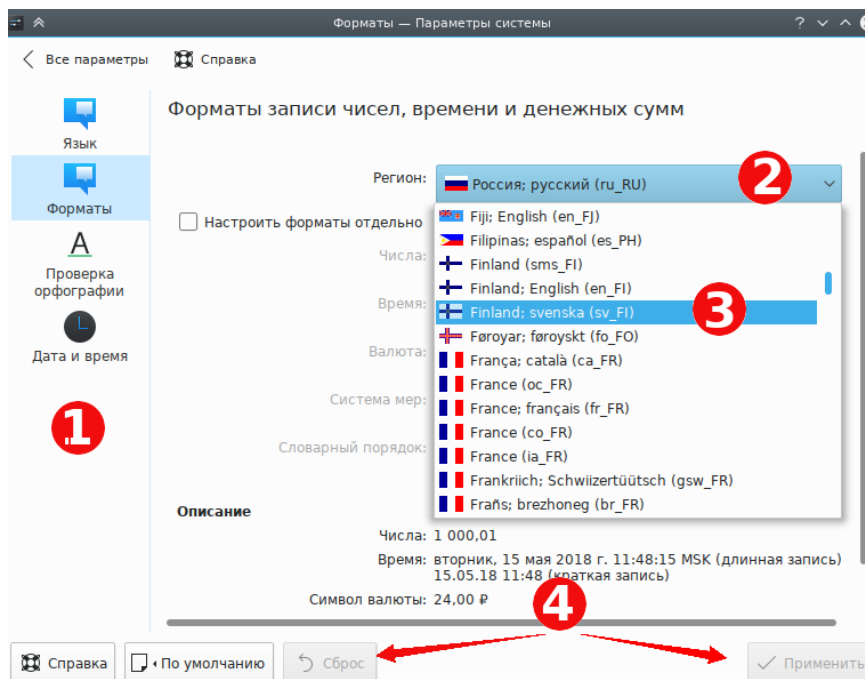 Форматы — Параметры системы
?
Все параметры
Справка
Язык
Форматы
А
Проверка
орфографии
Дата и время
1
Форматы записи чисел, времени и денежных сумм
Регион: Россия; русский (ru_RU)
2
Настроить форматы отдельно
Числа:
Время:
Валюта:
Система мер:
Словарный порядок:
Fiji; English (en_FJ)
Filipinas; español (es_PH)
Finland (sms_FI)
Finland; English (en_FI)
Finland; svenska (sv_FI)
3
Føroyar; føroyskt (fo_FO)
França; català (ca_FR)
France (oc_FR)
France; français (fr_FR)
France (co_FR)
France (ia_FR)
Frankriich; Schwiizertüütsch (gsw_FR)
Frañs; brezhoneg (br_FR)
Описание
Числа: 1 000,01
Время: вторник, 15 мая 2018 г. 11:48:15 MSK (длинная запись)
15.05.18 11:48 (краткая запись)
Символ валюты: 24,00 ₽
4
Справка
По умолчанию
Сброс
Применить